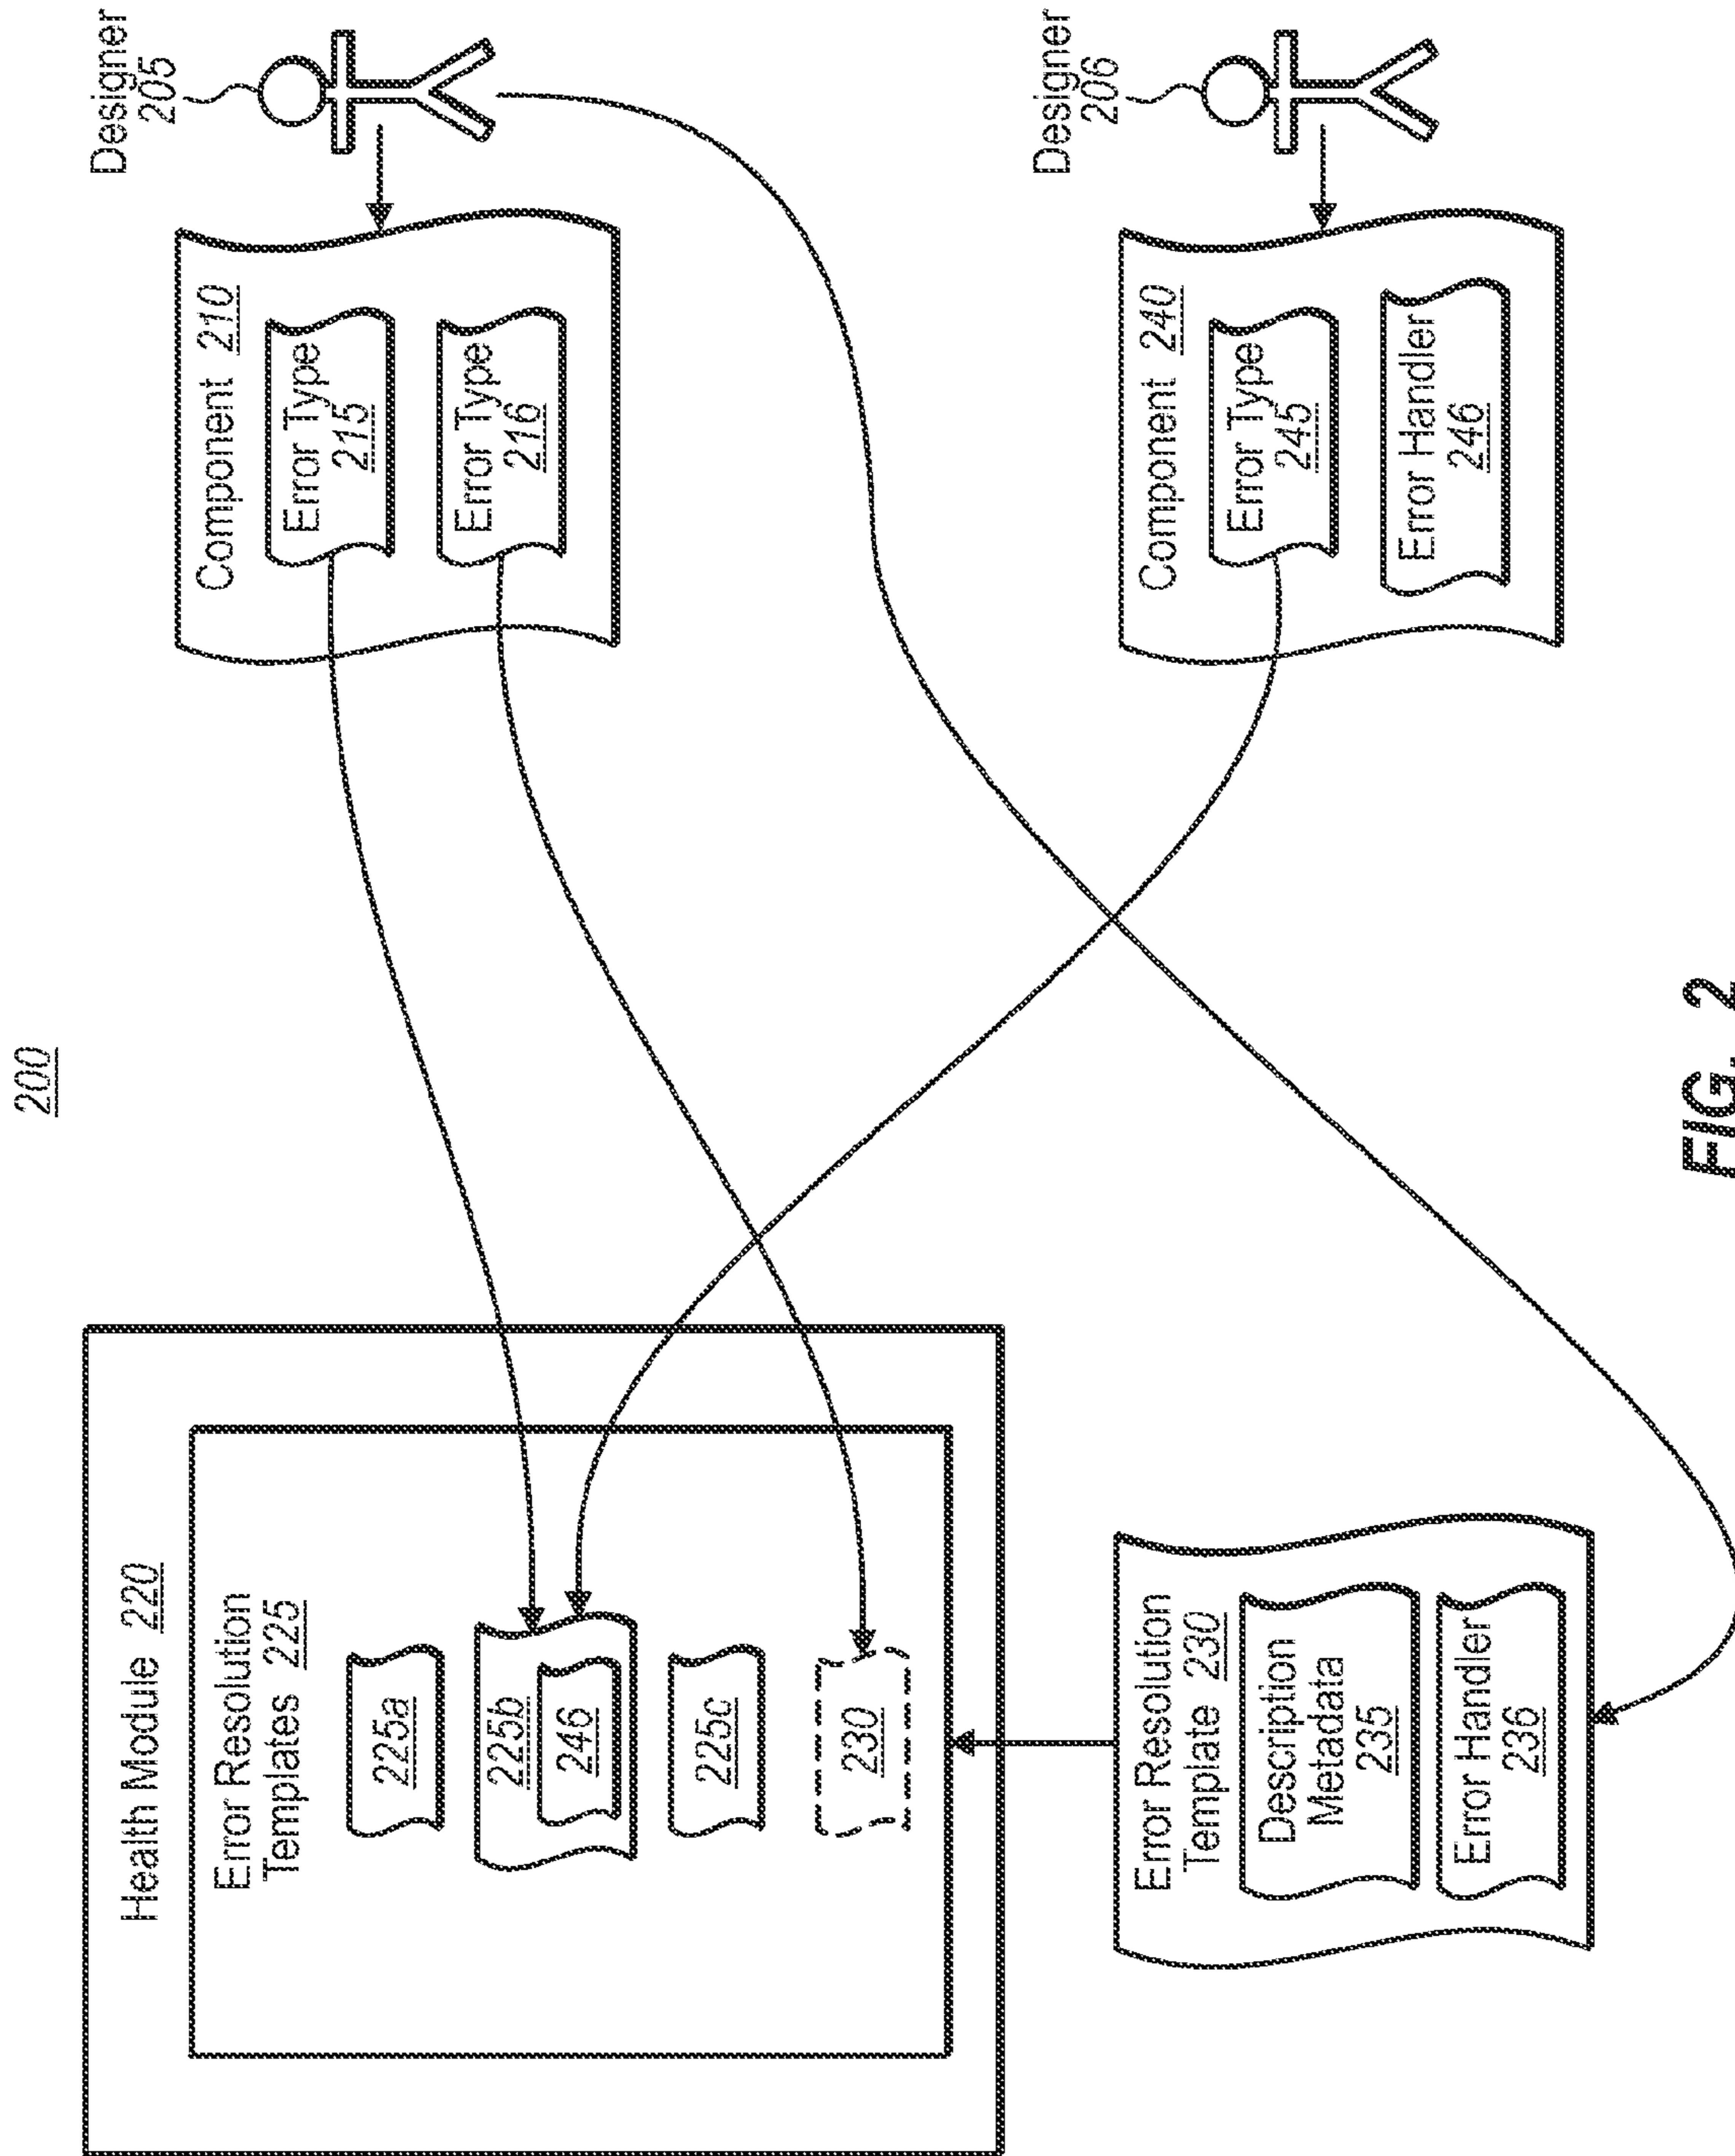 200
Health Module 220
Error Resolution
Templates 225
225a
225b
246
225c
230
Error Resolution
Template 230
Description
Metadata
235
Error Handler
236
Designer
205
Component 210
Error Type
215
Error Type
216
Designer
206
Component 240
Error Type
245
Error Handler
246
FIG. 2